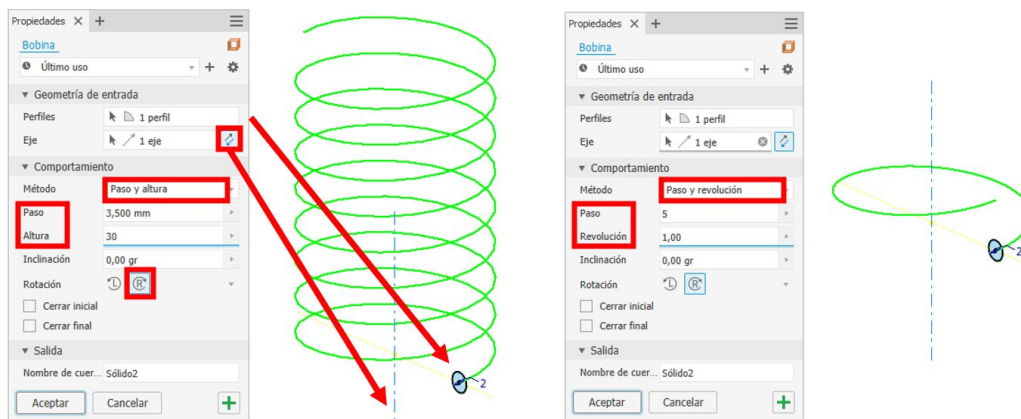 Propiedades × +
Bobina
Último uso
Geometría de entrada
Perfiles 1 perfil
Eje 1 eje
Comportamiento
Método Paso y altura
Paso 3,500 mm
Altura 30
Inclinación 0,00 gr
Rotación
Cerrar inicial
Cerrar final
Salida
Nombre de cuer... Sólido2
Aceptar Cancelar
2
Propiedades × +
Bobina
Último uso
Geometría de entrada
Perfiles 1 perfil
Eje 1 eje
Comportamiento
Método Paso y revolución
Paso 5
Revolución 1,00
Inclinación 0,00 gr
Rotación
Cerrar inicial
Cerrar final
Salida
Nombre de cuer... Sólido2
Aceptar Cancelar
2